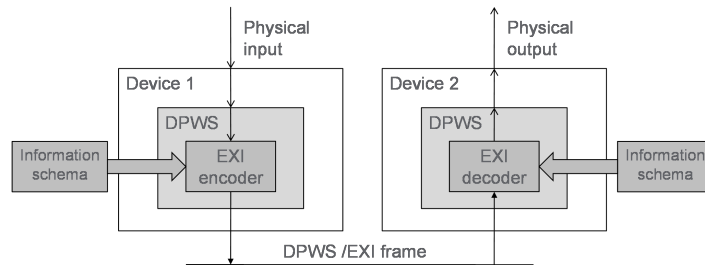 Physical
input
Physical
output
Device 1
Device 2
DPWS
DPWS
Information
schema
EXI
encoder
EXI
decoder
Information
schema
DPWS /EXI frame